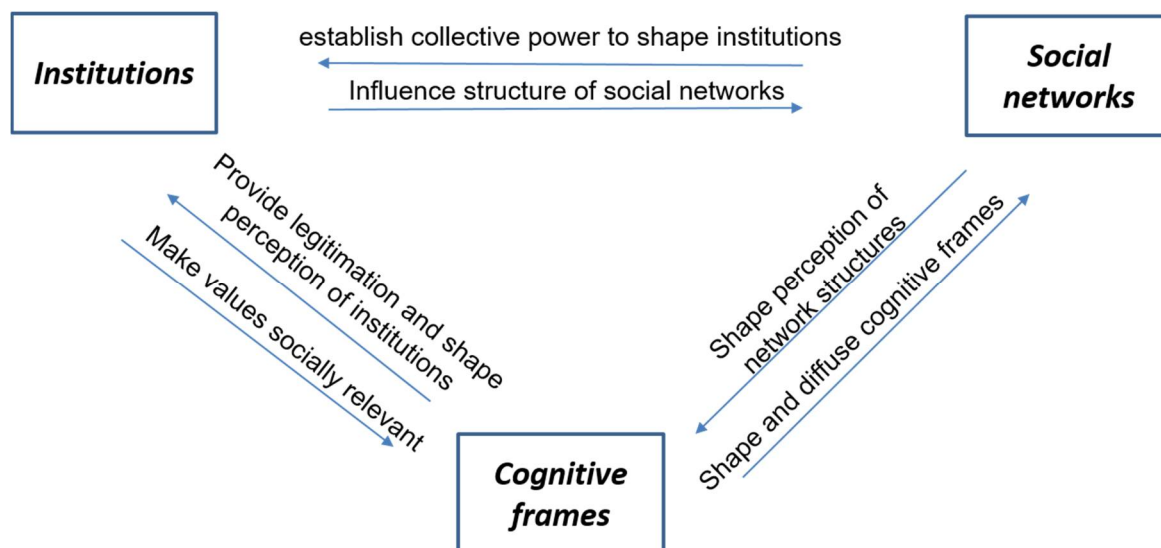 Institutions
establish collective power to shape institutions
Influence structure of social networks
Social
networks
Provide legitimation and shape
perception of institutions
Make values socially relevant
Shape perception of
network structures
Shape and diffuse cognitive frames
Cognitive
frames